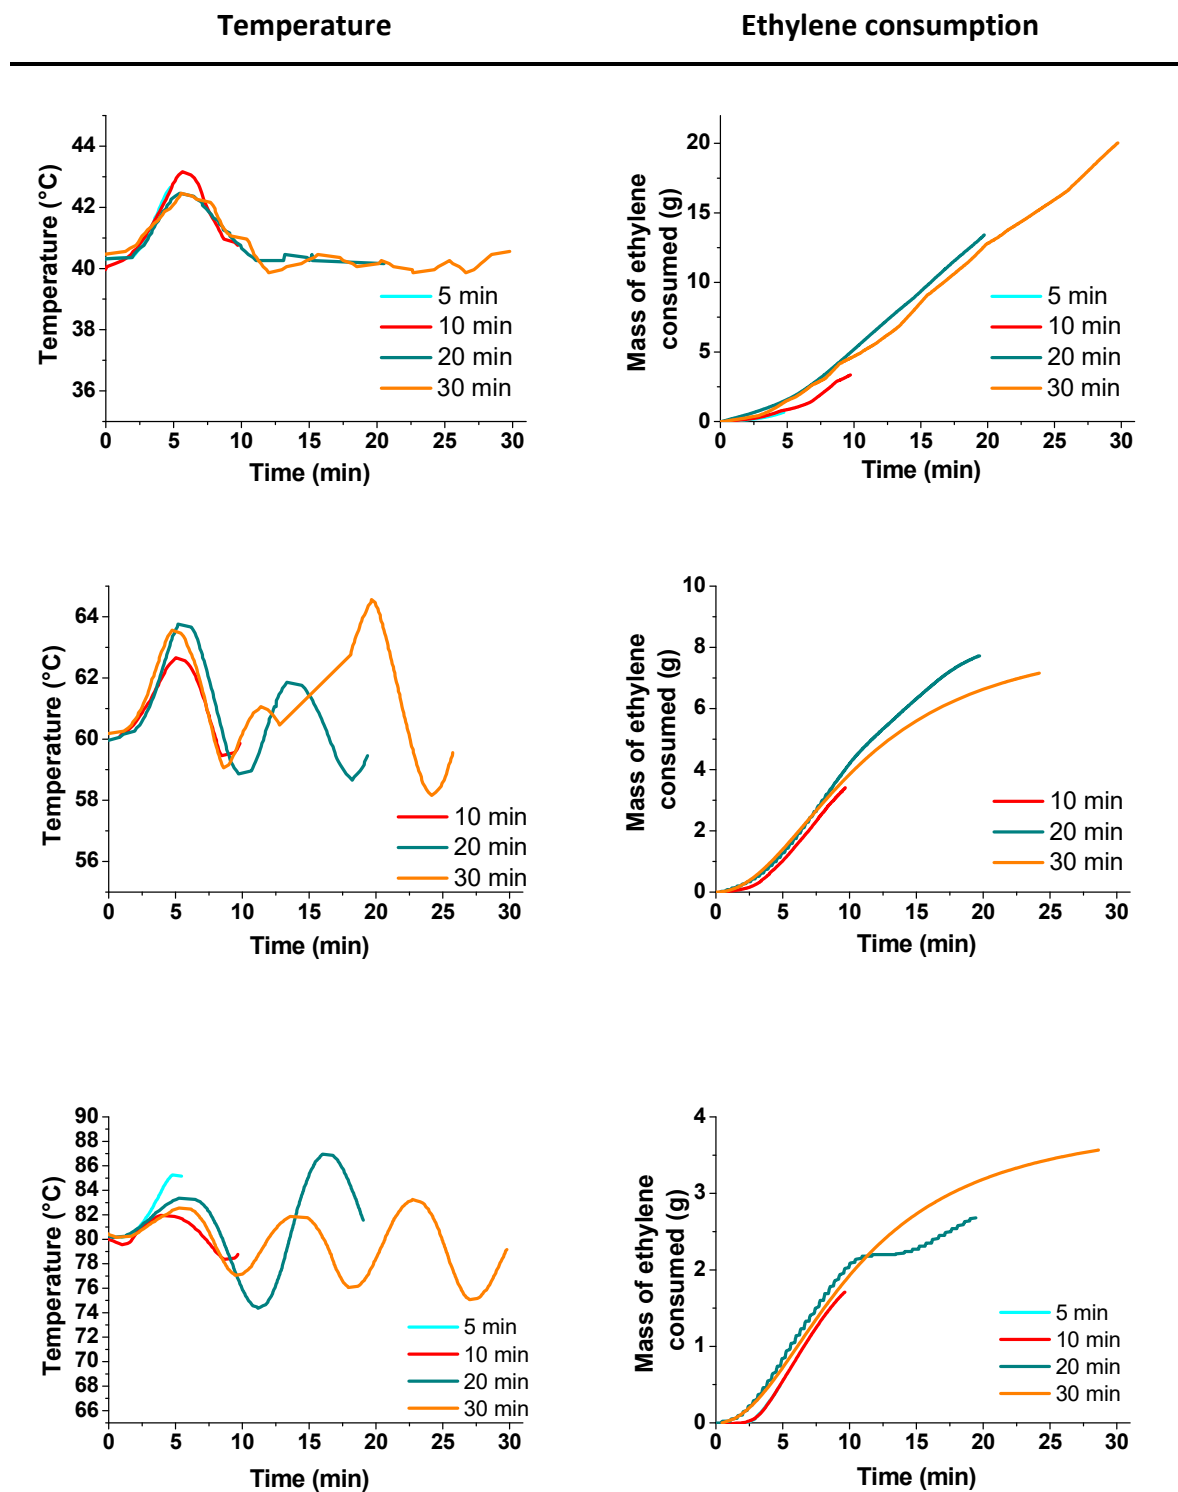 Temperature
Ethylene consumption
44
42
40
38
36
0 5 10 15 20 25 30
Temperature (°C)
Time (min)
5 min
10 min
20 min
30 min
20
15
10
5
0
0 5 10 15 20 25 30
Mass of ethylene
consumed (g)
Time (min)
5 min
10 min
20 min
30 min
64
62
60
58
56
0 5 10 15 20 25 30
Temperature (°C)
Time (min)
10 min
20 min
30 min
10
8
6
4
2
0
0 5 10 15 20 25 30
Mass of ethylene
consumed (g)
Time (min)
10 min
20 min
30 min
90
88
86
84
82
80
78
76
74
72
70
68
66
0 5 10 15 20 25 30
Temperature (°C)
Time (min)
5 min
10 min
20 min
30 min
4
3
2
1
0
0 5 10 15 20 25 30
Mass of ethylene
consumed (g)
Time (min)
5 min
10 min
20 min
30 min